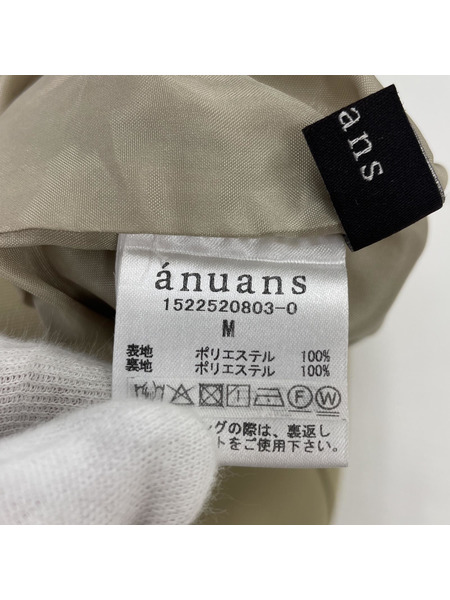 ans
ánuans
1522520803-0
M
表地 ポリエステル 100%
裏地 ポリエステル 100%
F W
グの際は、裏返し
トをご使用下さい。